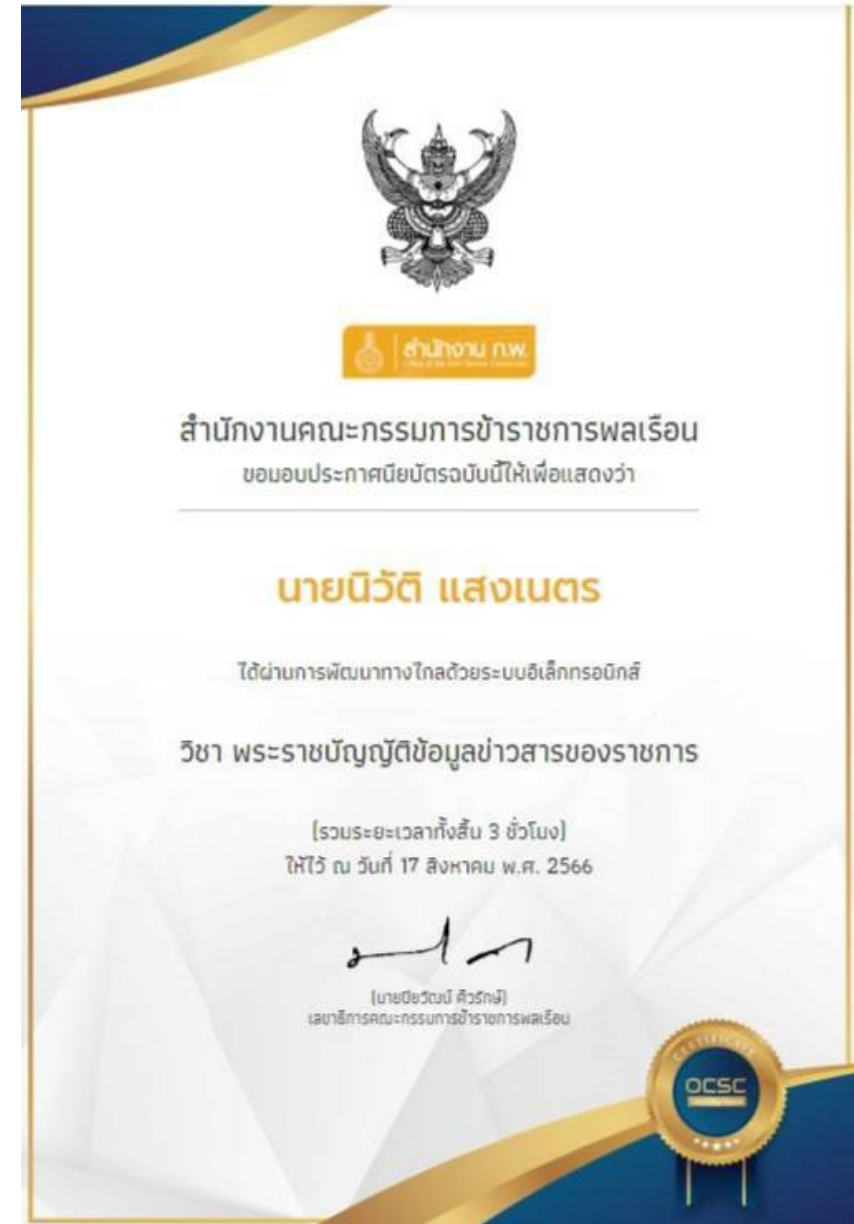 สำนักงาน ก.พ.
Office of the Civil Service Commission
สำนักงานคณะกรรมการข้าราชการพลเรือน
ขอมอบประกาศนียบัตรฉบับนี้ให้เพื่อแสดงว่า
นายนิวัติ แสงเนตร
ได้ผ่านการพัฒนาทางไกลด้วยระบบอิเล็กทรอนิกส์
วิชา พระราชบัญญัติข้อมูลข่าวสารของราชการ
(รวมระยะเวลาทั้งสิ้น 3 ชั่วโมง)
ให้ไว้ ณ วันที่ 17 สิงหาคม พ.ศ. 2566
(นายปิยวัฒน์ ศิวรักษ์)
เลขาธิการคณะกรรมการข้าราชการพลเรือน
CERTIFICATE
OCSC